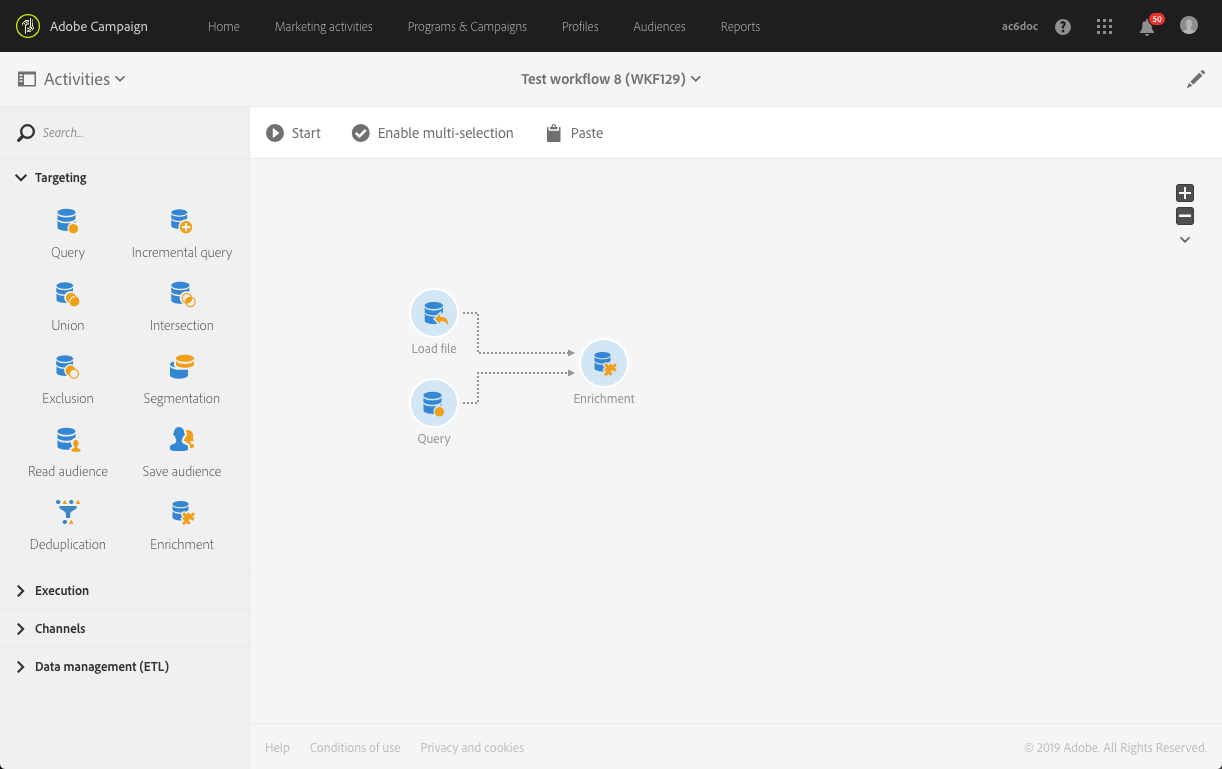 Adobe Campaign Home Marketing activities Programs & Campaigns Profiles Audiences Reports ac6doc 50
Activities Test workflow 8 (WKF129)
Search... Start Enable multi-selection Paste
Targeting
Query Incremental query
Union Intersection
Exclusion Segmentation
Read audience Save audience
Deduplication Enrichment
Execution
Channels
Data management (ETL)
Load file
Enrichment
Query
Help Conditions of use Privacy and cookies © 2019 Adobe. All Rights Reserved.